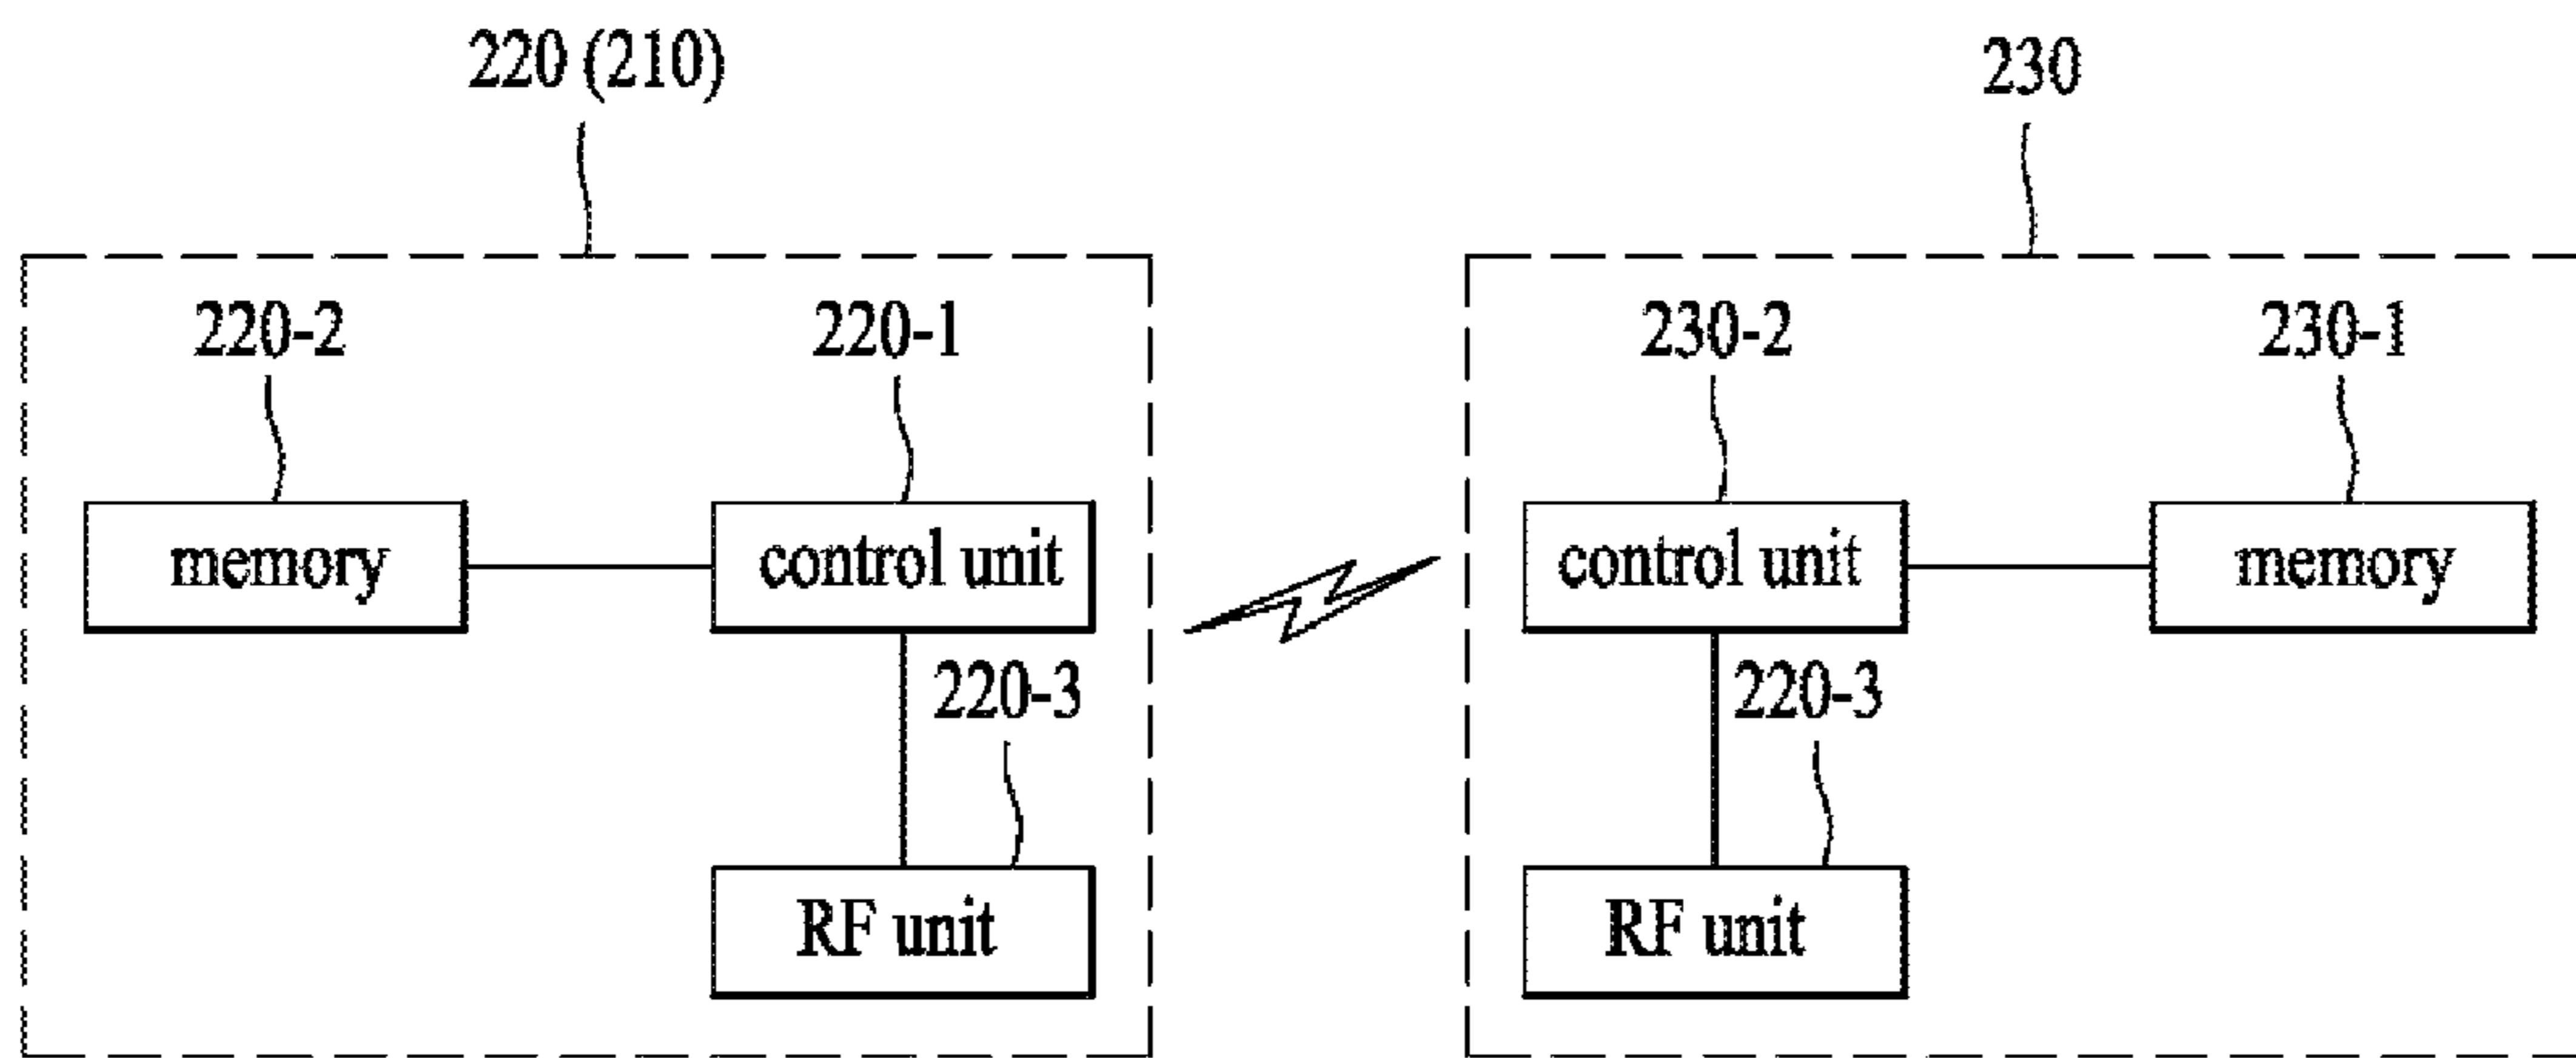 220 (210)
230
220-2
220-1
230-2
230-1
memory
control unit
control unit
memory
220-3
220-3
RF unit
RF unit